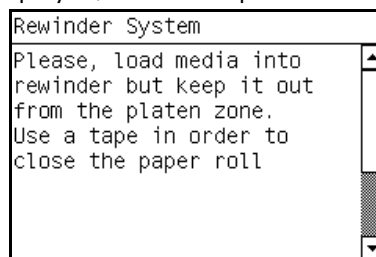 Rewinder System
Please, load media into
rewinder but keep it out
from the platen zone.
Use a tape in order to
close the paper roll